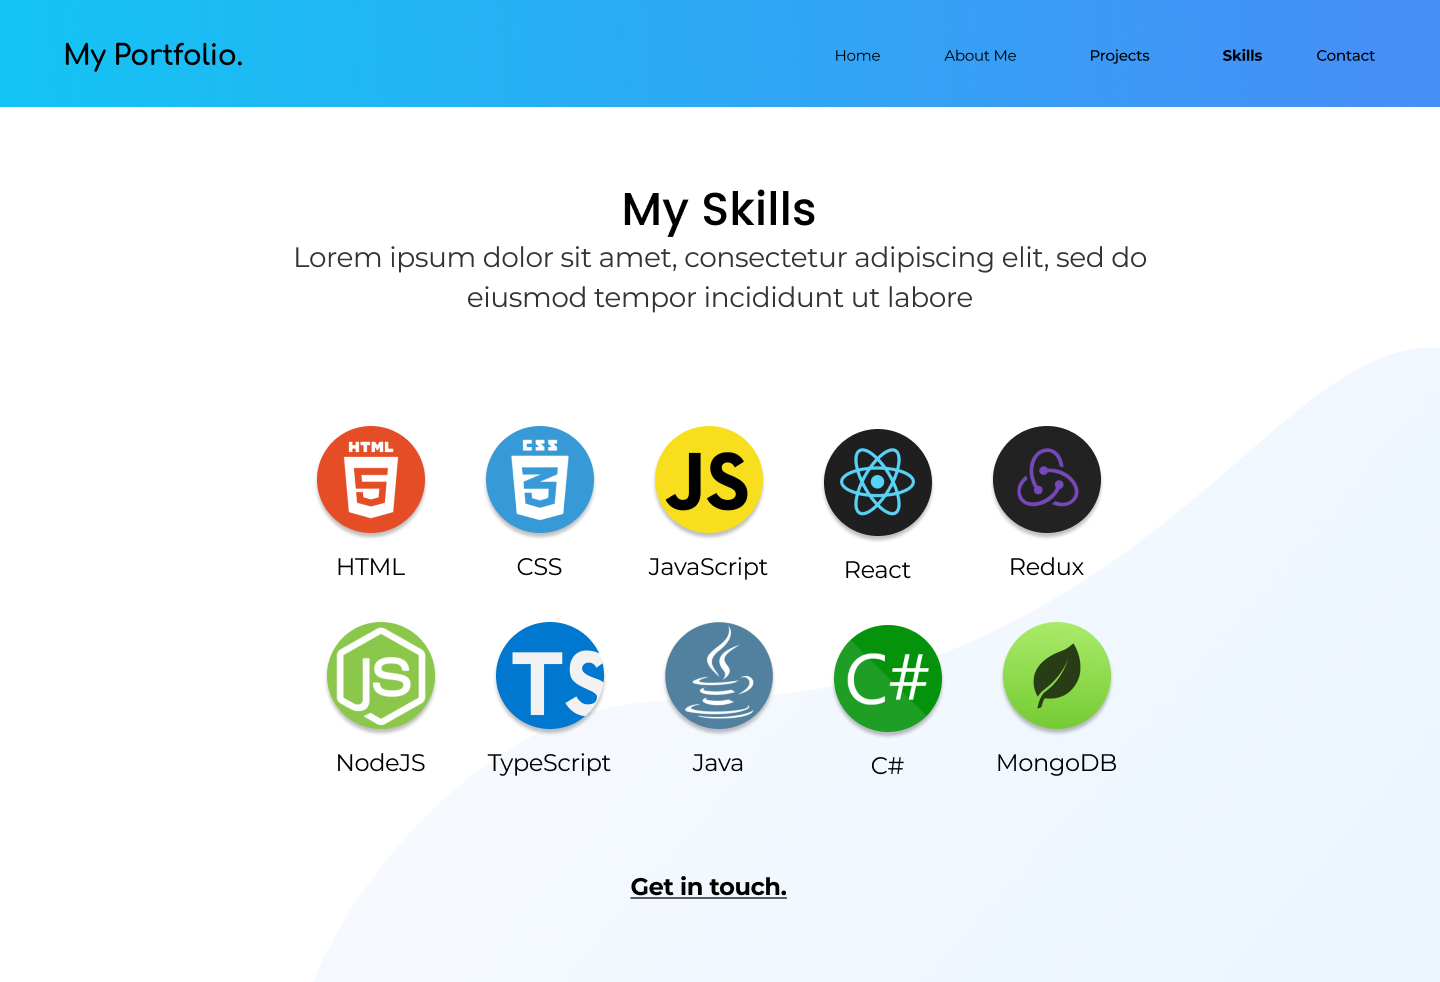 My Portfolio.
Home About Me Projects Skills Contact
My Skills
Lorem ipsum dolor sit amet, consectetur adipiscing elit, sed do
eiusmod tempor incididunt ut labore
HTML 5
CSS 3
JS
HTML CSS JavaScript React Redux
JS
TS
C#
NodeJS TypeScript Java C# MongoDB
Get in touch.